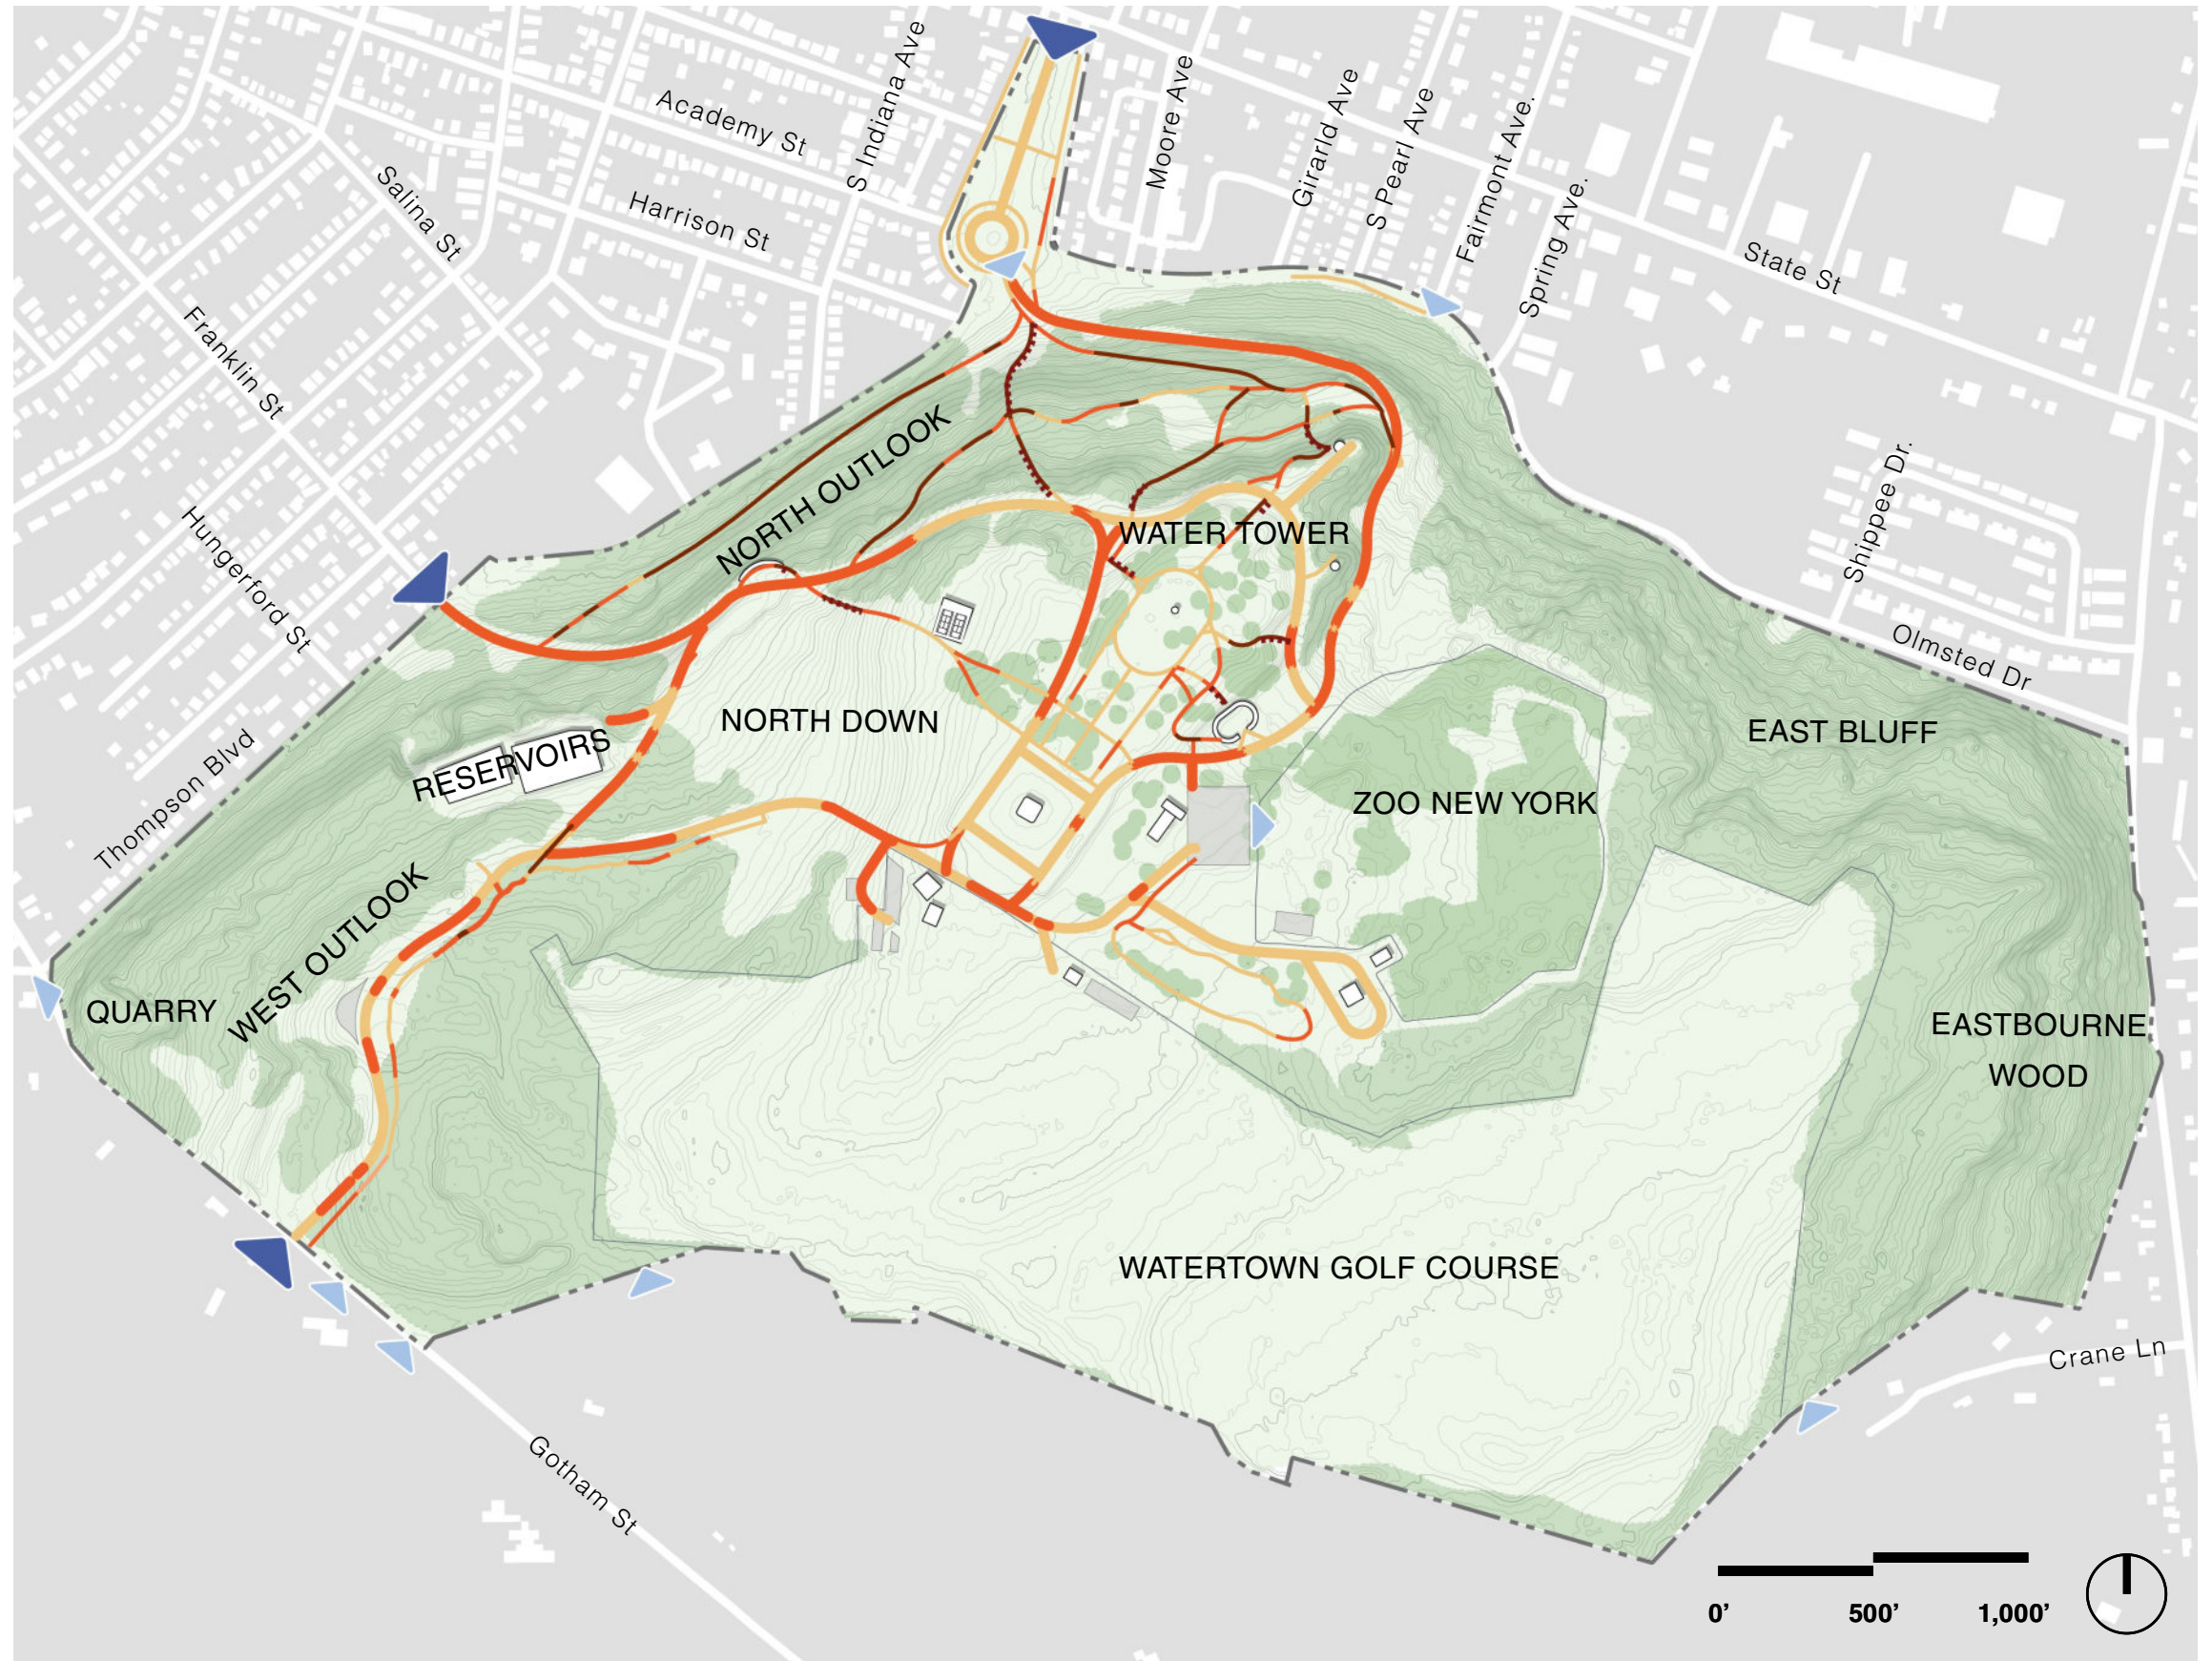 Academy St
S Indiana Ave
Moore Ave
Girarld Ave
S Pearl Ave
Fairmont Ave.
Spring Ave.
State St
Salina St
Harrison St
Franklin St
Hungerford St
Thompson Blvd
NORTH OUTLOOK
WATER TOWER
Shippee Dr.
Olmsted Dr
NORTH DOWN
RESERVOIRS
EAST BLUFF
ZOO NEW YORK
WEST OUTLOOK
QUARRY
EASTBOURNE
WOOD
WATERTOWN GOLF COURSE
Crane Ln
Gotham St
0’ 500’ 1,000’